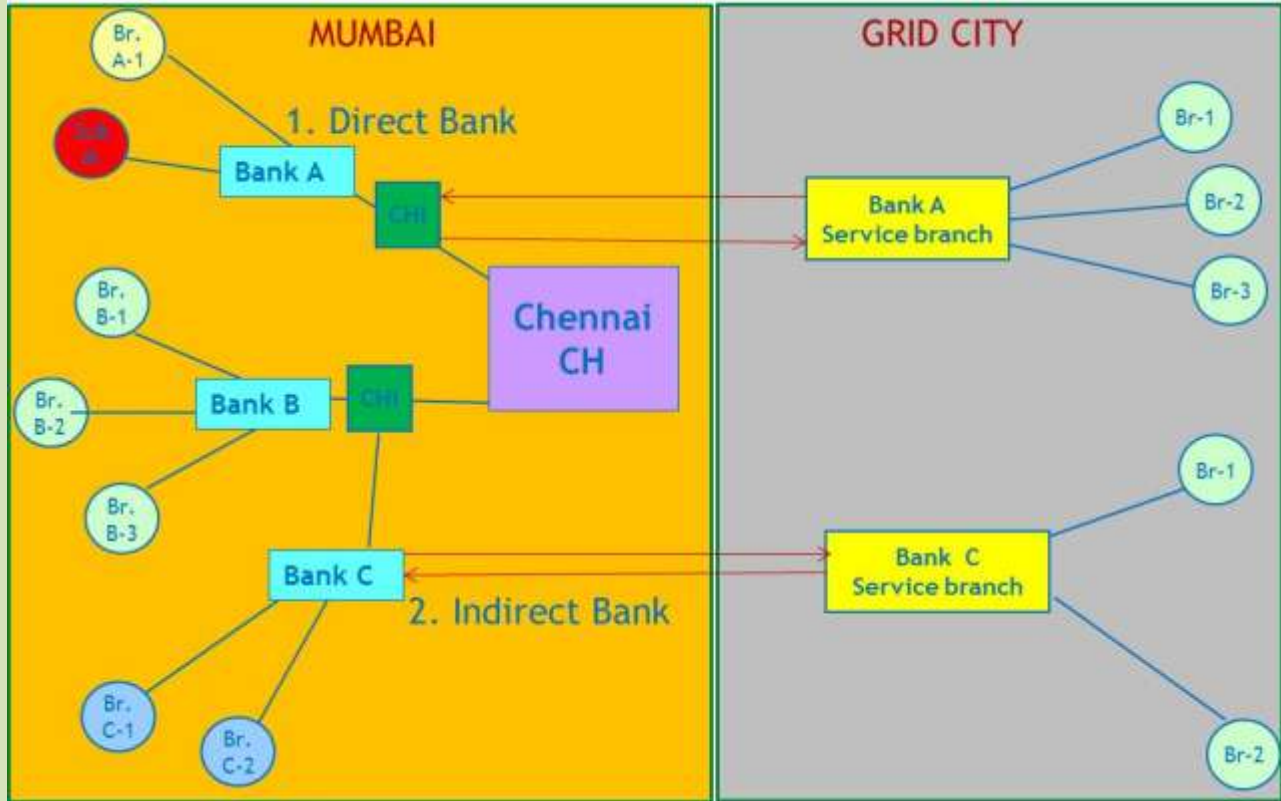 MUMBAI
GRID CITY
Br.
A-1
1. Direct Bank
Bank A
CHI
Bank A
Service branch
Br-1
Br-2
Br-3
Br.
B-1
Chennai
CH
Br.
B-2
Bank B
CHI
Br.
B-3
Br-1
Bank C
Bank C
Service branch
2. Indirect Bank
Br.
C-1
Br.
C-2
Br-2